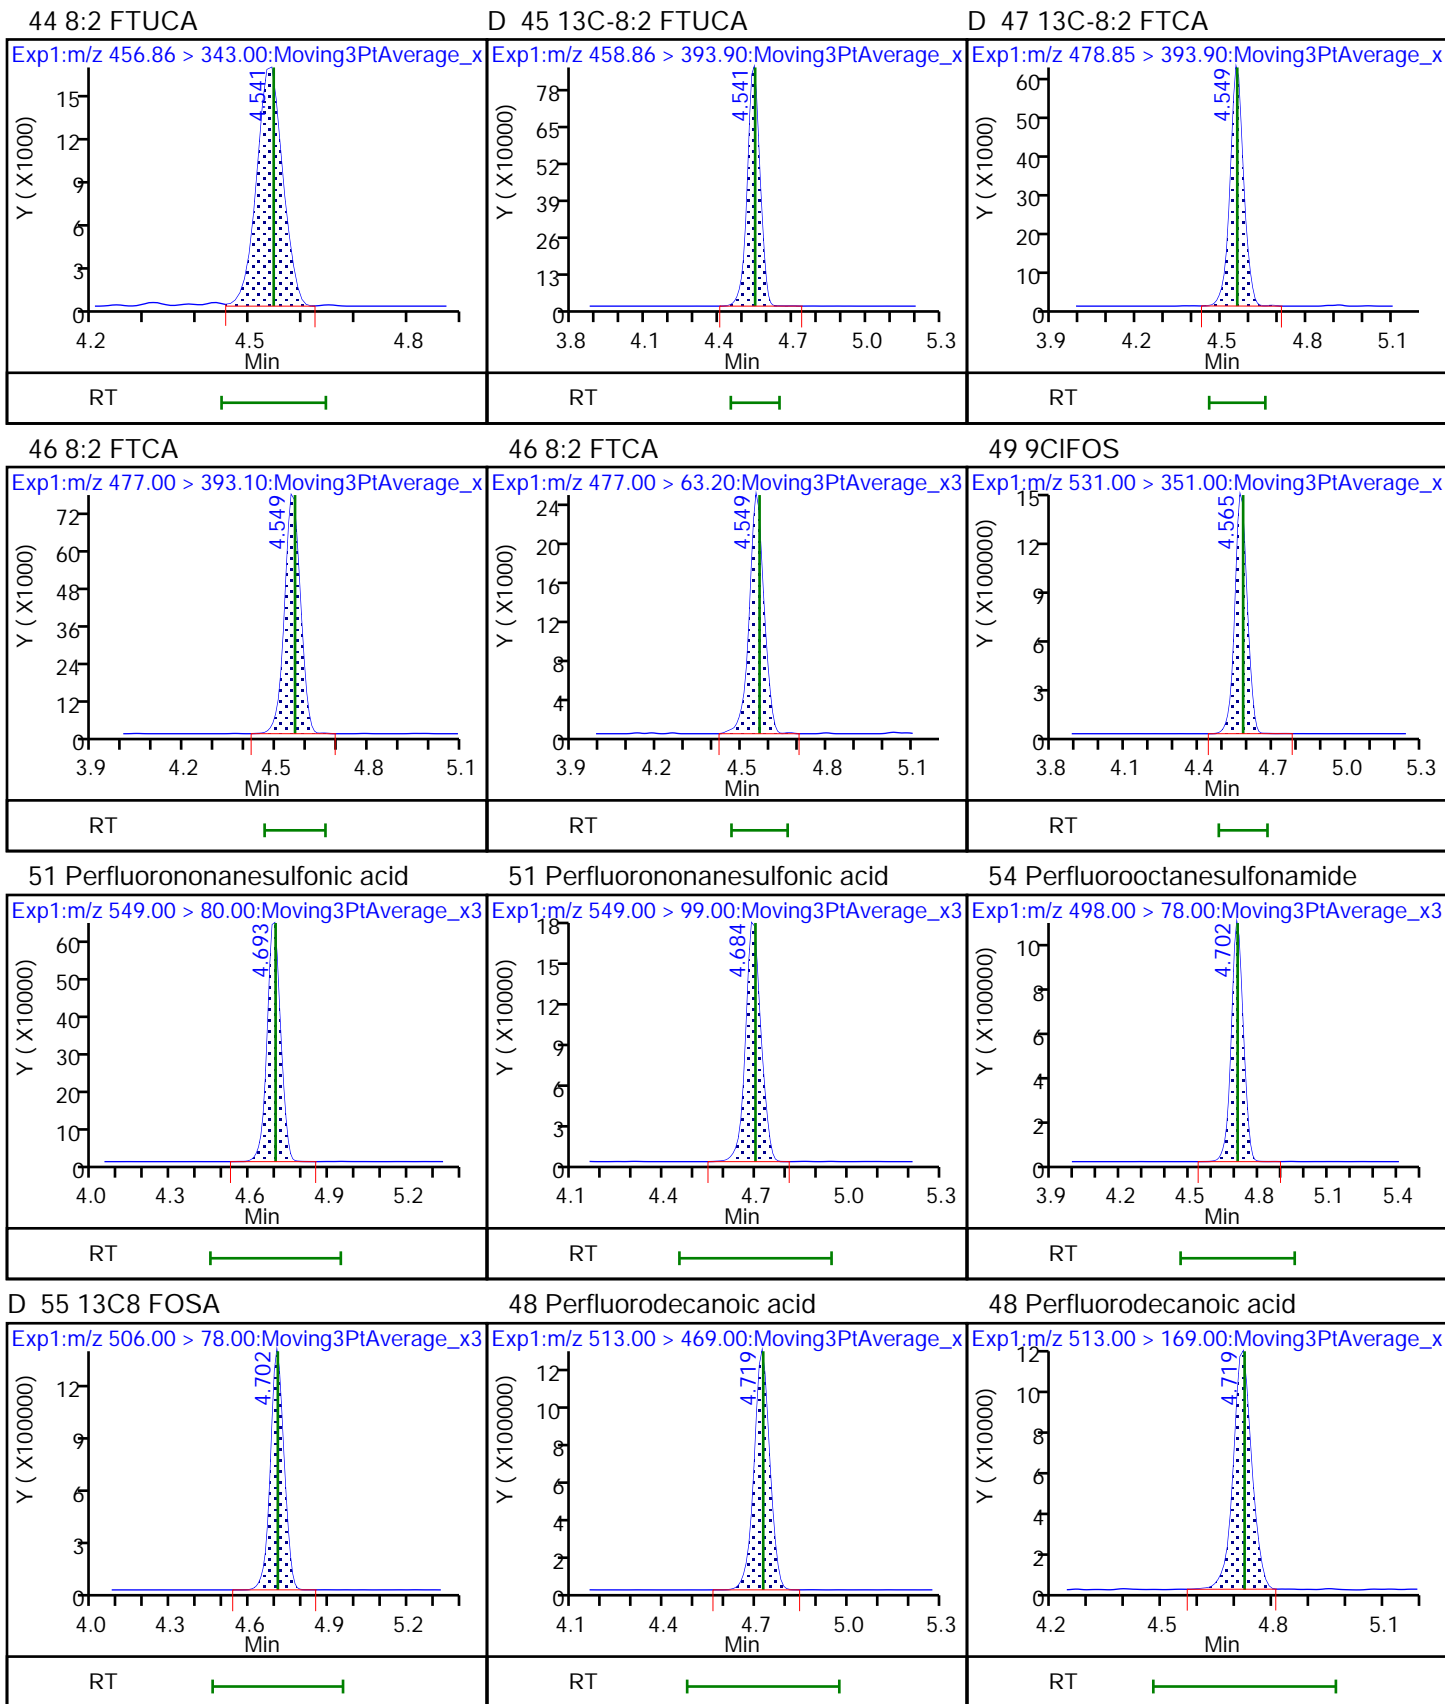 44 8:2 FTUCA
Exp1:m/z 456.86 > 343.00:Moving3PtAverage_x
4.541
Y ( X1000)
15
12
9
6
3
0
4.2 4.5 4.8
Min
RT
D 45 13C-8:2 FTUCA
Exp1:m/z 458.86 > 393.90:Moving3PtAverage_x
4.541
Y ( X10000)
78
65
52
39
26
13
0
3.8 4.1 4.4 4.7 5.0 5.3
Min
RT
D 47 13C-8:2 FTCA
Exp1:m/z 478.85 > 393.90:Moving3PtAverage_x
4.549
Y ( X1000)
60
50
40
30
20
10
0
3.9 4.2 4.5 4.8 5.1
Min
RT
46 8:2 FTCA
Exp1:m/z 477.00 > 393.10:Moving3PtAverage_x
4.549
Y ( X1000)
72
60
48
36
24
12
0
3.9 4.2 4.5 4.8 5.1
Min
RT
46 8:2 FTCA
Exp1:m/z 477.00 > 63.20:Moving3PtAverage_x3
4.549
Y ( X1000)
24
20
16
12
8
4
0
3.9 4.2 4.5 4.8 5.1
Min
RT
49 9ClFOS
Exp1:m/z 531.00 > 351.00:Moving3PtAverage_x
4.565
Y ( X100000)
15
12
9
6
3
0
3.8 4.1 4.4 4.7 5.0 5.3
Min
RT
51 Perfluorononanesulfonic acid
Exp1:m/z 549.00 > 80.00:Moving3PtAverage_x3
4.693
Y ( X10000)
60
50
40
30
20
10
0
4.0 4.3 4.6 4.9 5.2
Min
RT
51 Perfluorononanesulfonic acid
Exp1:m/z 549.00 > 99.00:Moving3PtAverage_x3
4.684
Y ( X10000)
18
15
12
9
6
3
0
4.1 4.4 4.7 5.0 5.3
Min
RT
54 Perfluorooctanesulfonamide
Exp1:m/z 498.00 > 78.00:Moving3PtAverage_x3
4.702
Y ( X100000)
10
8
6
4
2
0
3.9 4.2 4.5 4.8 5.1 5.4
Min
RT
D 55 13C8 FOSA
Exp1:m/z 506.00 > 78.00:Moving3PtAverage_x3
4.702
Y ( X100000)
12
9
6
3
0
4.0 4.3 4.6 4.9 5.2
Min
RT
48 Perfluorodecanoic acid
Exp1:m/z 513.00 > 469.00:Moving3PtAverage_x
4.719
Y ( X100000)
12
10
8
6
4
2
0
4.1 4.4 4.7 5.0 5.3
Min
RT
48 Perfluorodecanoic acid
Exp1:m/z 513.00 > 169.00:Moving3PtAverage_x
4.719
Y ( X10000)
12
10
8
6
4
2
0
4.2 4.5 4.8 5.1
Min
RT